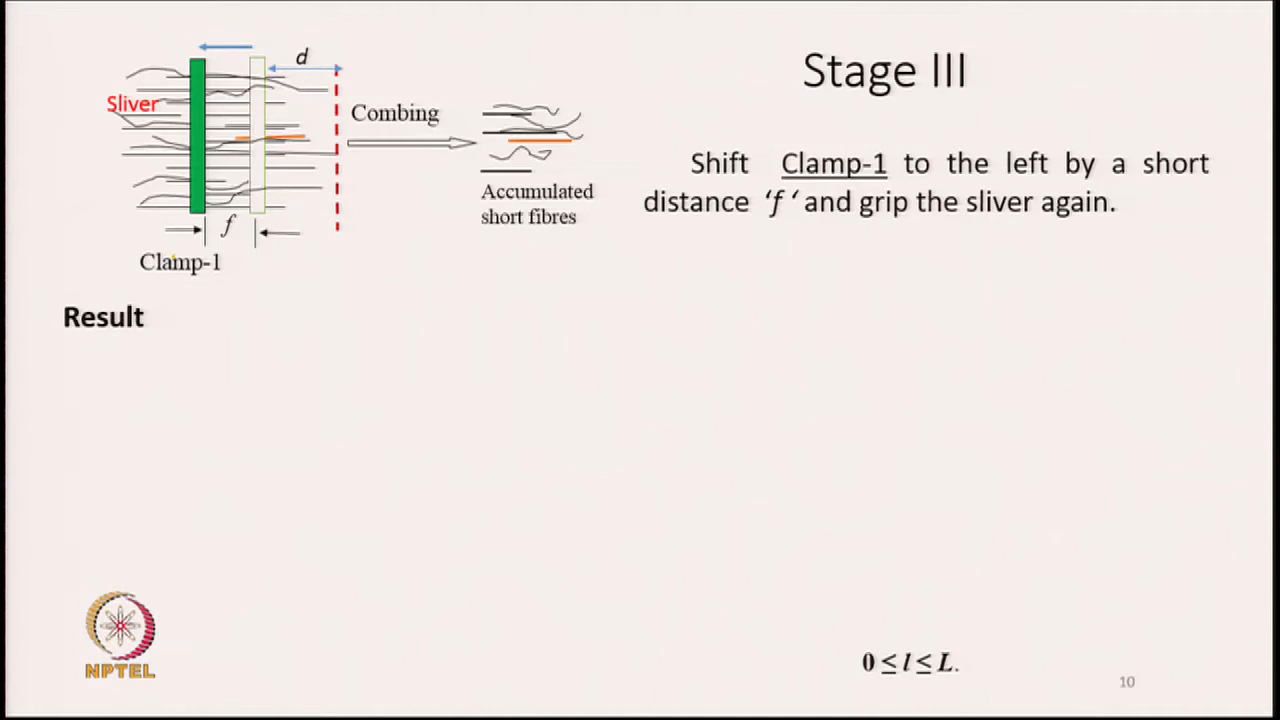 Stage III
d
Sliver
Combing
Accumulated
short fibres
f
Clamp-1
Shift Clamp-1 to the left by a short
distance ‘f ‘ and grip the sliver again.
Result
NPTEL
0 ≤ l ≤ L.
10